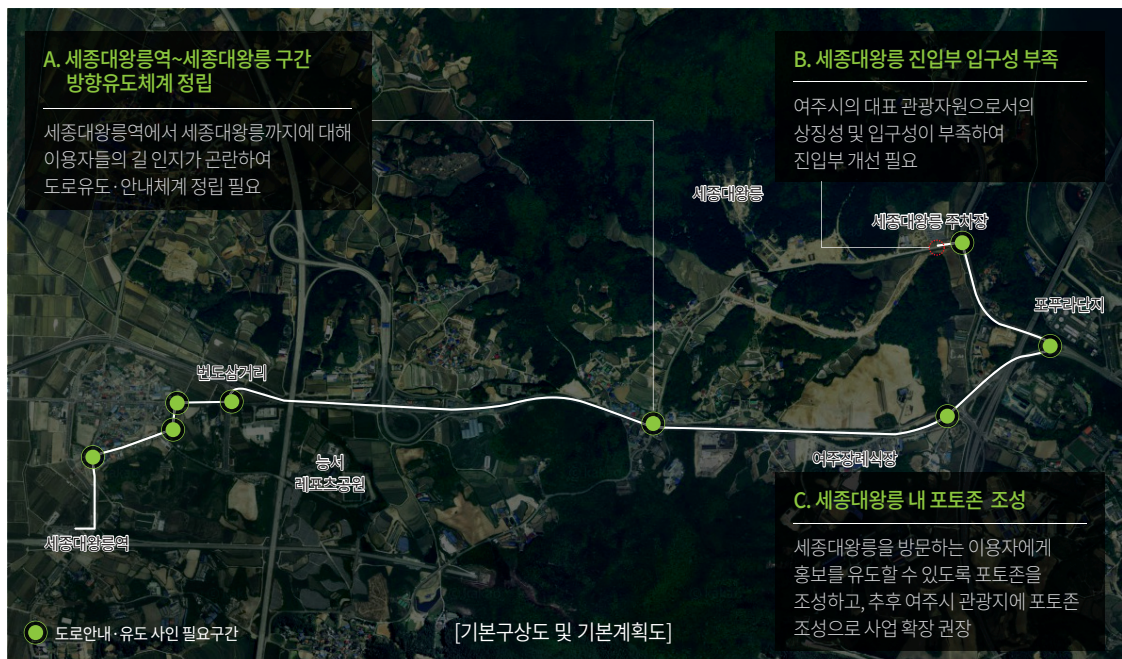 A. 세종대왕릉역~세종대왕릉 구간
방향유도체계 정립
세종대왕릉역에서 세종대왕릉까지에 대해
이용자들의 길 인지가 곤란하여
도로유도·안내체계 정립 필요
B. 세종대왕릉 진입부 입구성 부족
여주시의 대표 관광자원으로서의
상징성 및 입구성이 부족하여
진입부 개선 필요
세종대왕릉
세종대왕릉 주차장
포푸라단지
번도삼거리
능서
레포츠공원
여주장례식장
세종대왕릉역
C. 세종대왕릉 내 포토존 조성
세종대왕릉을 방문하는 이용자에게
홍보를 유도할 수 있도록 포토존을
조성하고, 추후 여주시 관광지에 포토존
조성으로 사업 확장 권장
도로안내·유도 사인 필요구간
[기본구상도 및 기본계획도]